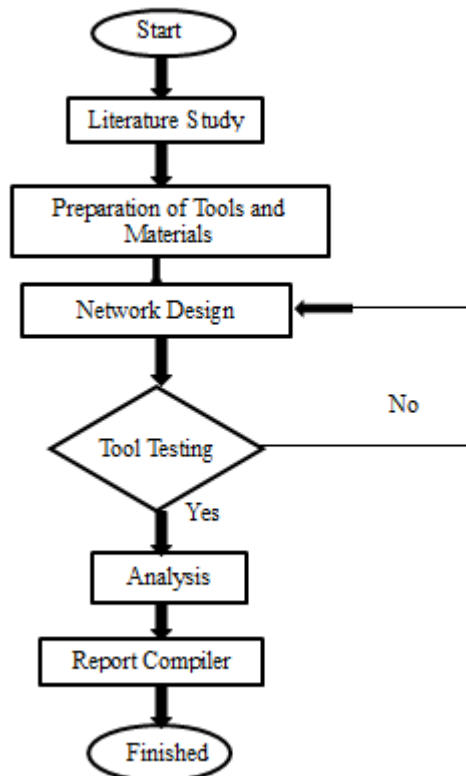 Start
Literature Study
Preparation of Tools and
Materials
Network Design
No
Tool Testing
Yes
Analysis
Report Compiler
Finished